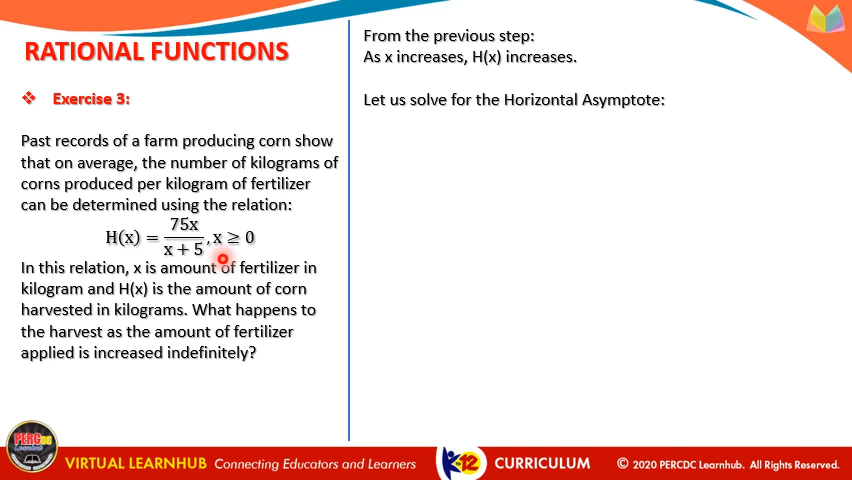 RATIONAL FUNCTIONS
❖ Exercise 3:
Past records of a farm producing corn show
that on average, the number of kilograms of
corns produced per kilogram of fertilizer
can be determined using the relation:
H(x) = 75x / x + 5, x ≥ 0
In this relation, x is amount of fertilizer in
kilogram and H(x) is the amount of corn
harvested in kilograms. What happens to
the harvest as the amount of fertilizer
applied is increased indefinitely?
From the previous step:
As x increases, H(x) increases.
Let us solve for the Horizontal Asymptote:
PERCDC
Learnhub
VIRTUAL LEARNHUB Connecting Educators and Learners
K to 12 CURRICULUM
© 2020 PERCDC Learnhub. All Rights Reserved.